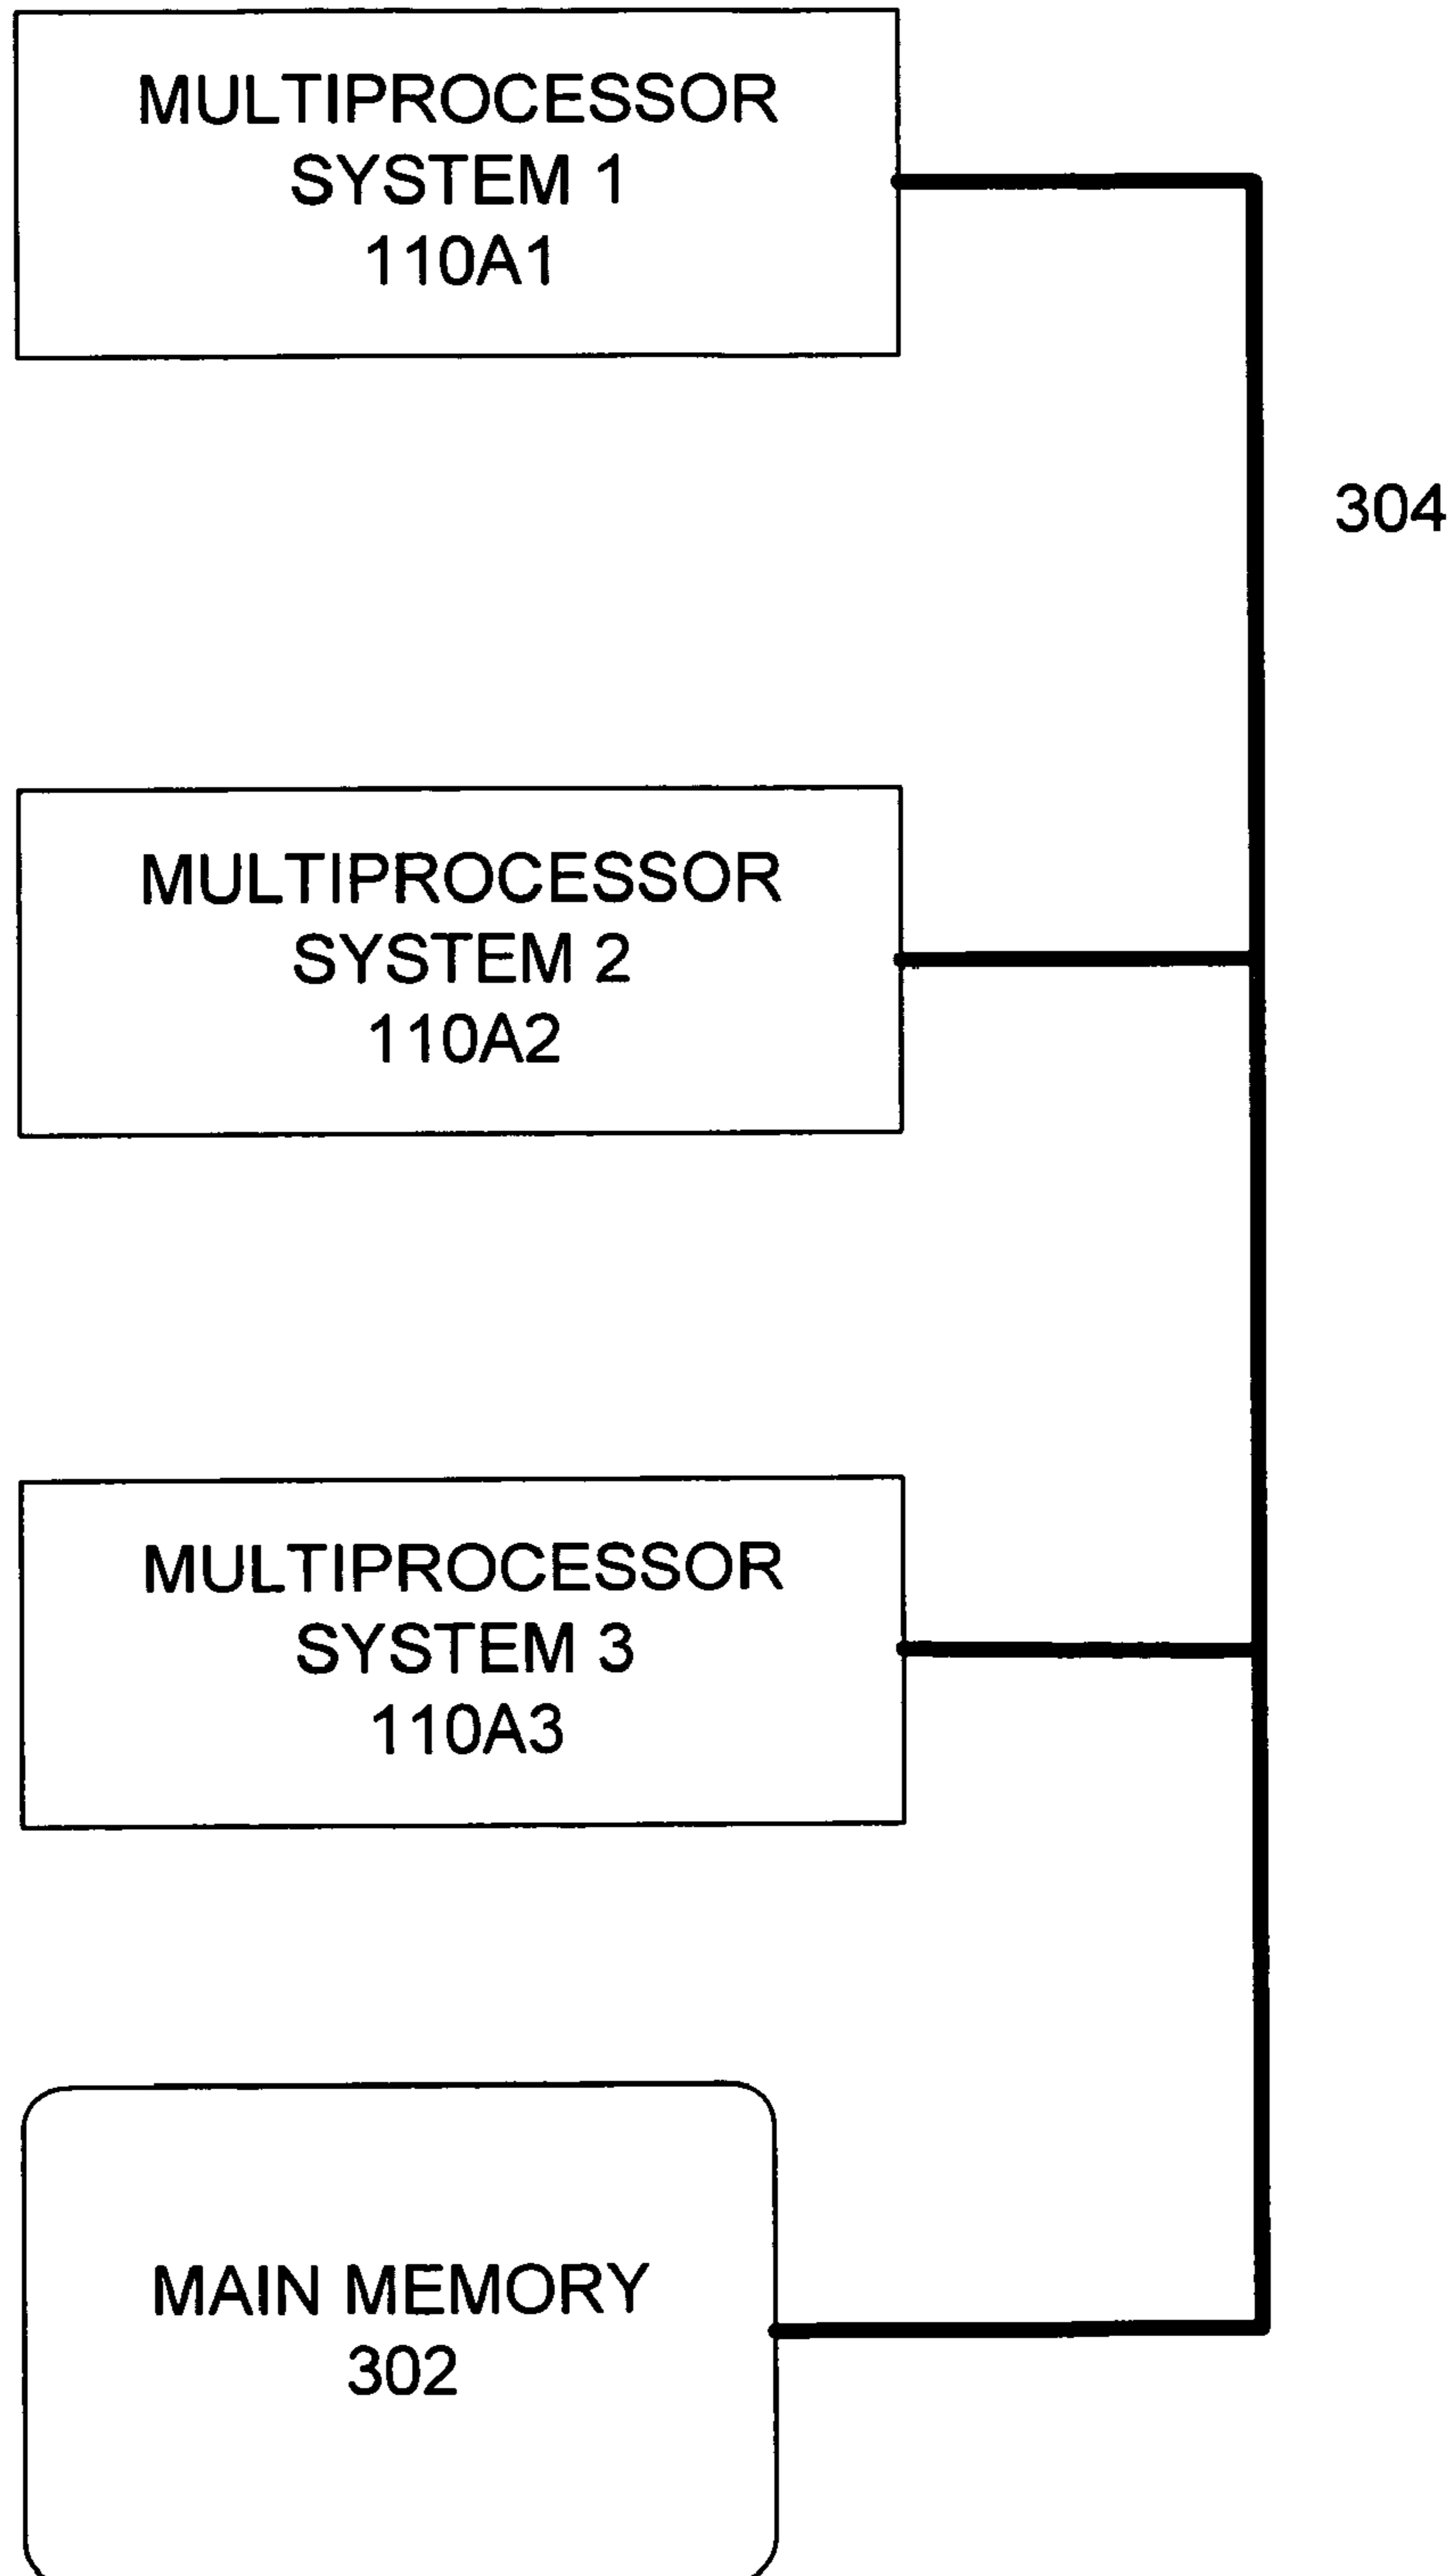 MULTIPROCESSOR
SYSTEM 1
110A1
304
MULTIPROCESSOR
SYSTEM 2
110A2
MULTIPROCESSOR
SYSTEM 3
110A3
MAIN MEMORY
302